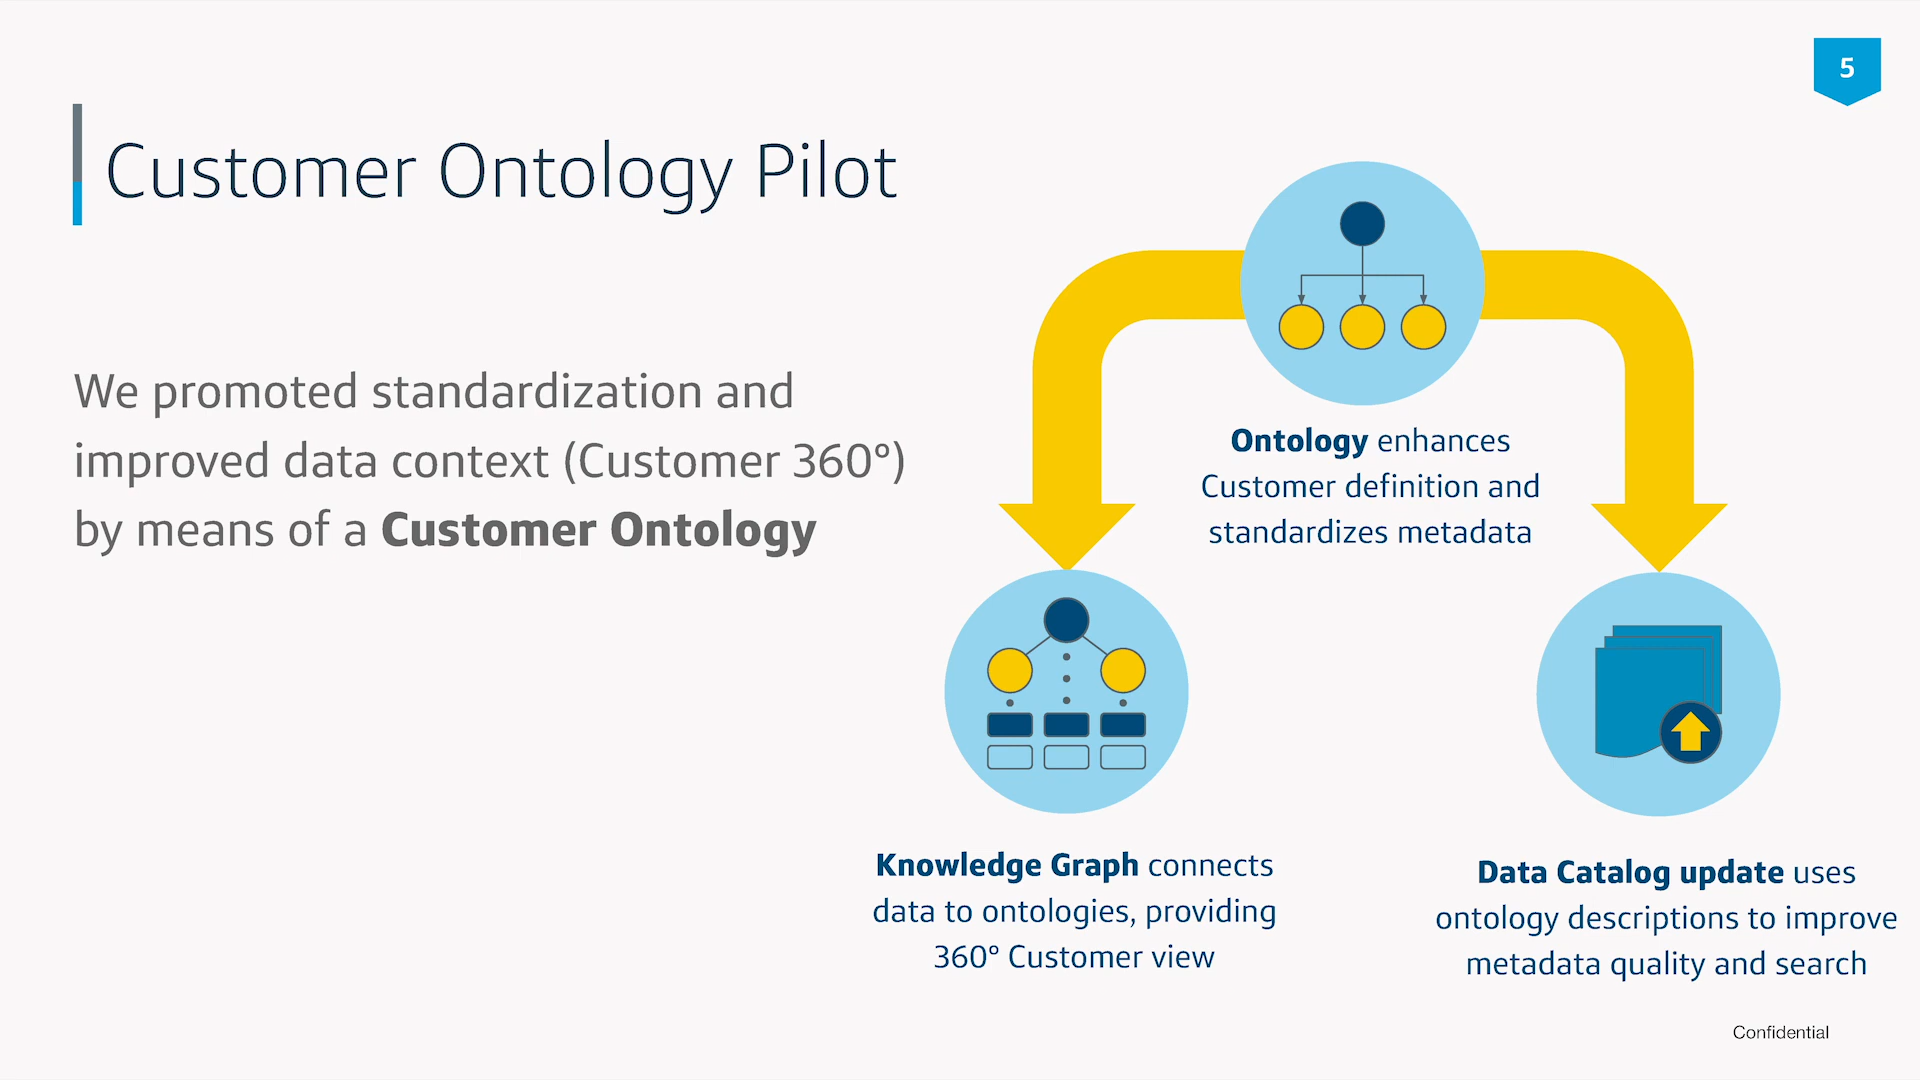 5
Customer Ontology Pilot
We promoted standardization and
improved data context (Customer 360°)
by means of a Customer Ontology
Ontology enhances
Customer definition and
standardizes metadata
Knowledge Graph connects
data to ontologies, providing
360° Customer view
Data Catalog update uses
ontology descriptions to improve
metadata quality and search
Confidential